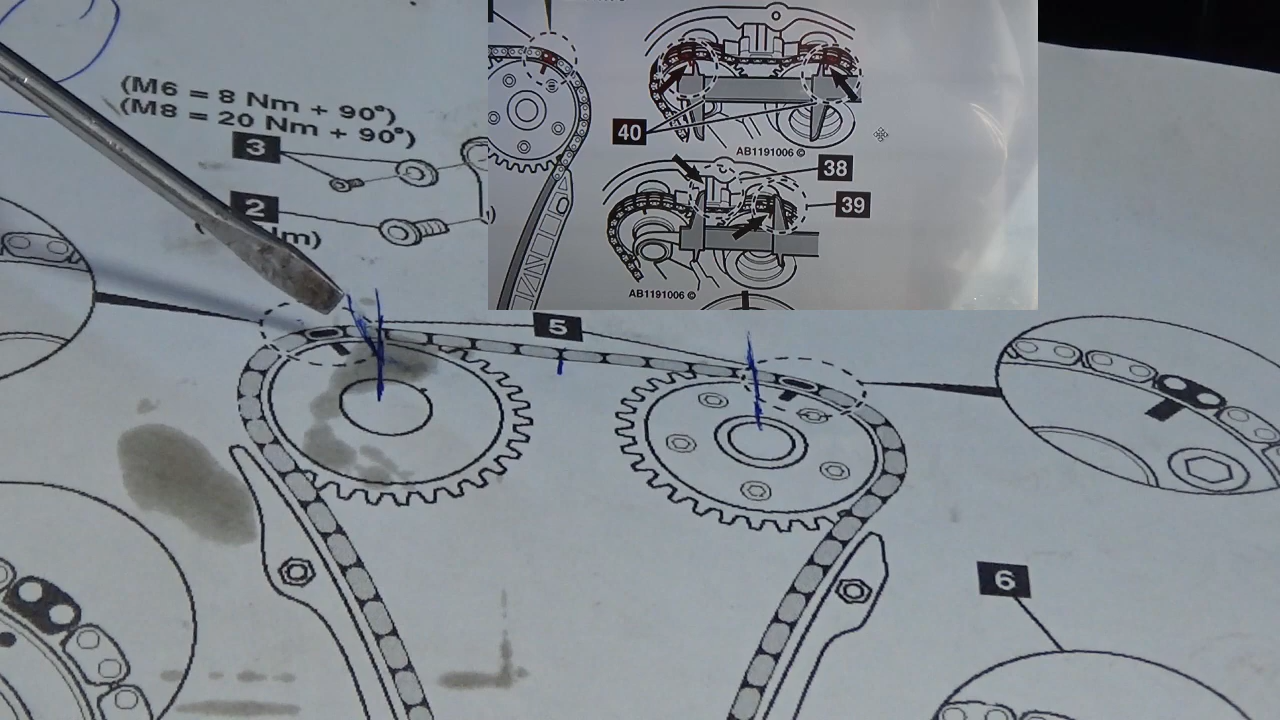 (M6 = 8 Nm + 90°)
(M8 = 20 Nm + 90°)
3
2
Nm)
5
6
40
AB1191006 ©
38
39
AB1191006 ©